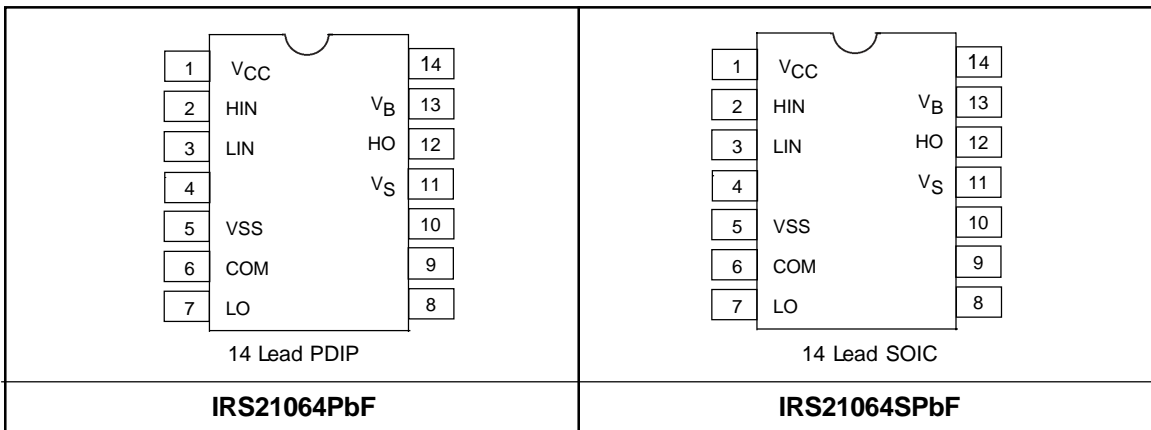 1 VCC 14
2 HIN VB 13
3 LIN HO 12
4 VS 11
5 VSS 10
6 COM 9
7 LO 8
14 Lead PDIP
IRS21064PbF
1 VCC 14
2 HIN VB 13
3 LIN HO 12
4 VS 11
5 VSS 10
6 COM 9
7 LO 8
14 Lead SOIC
IRS21064SPbF